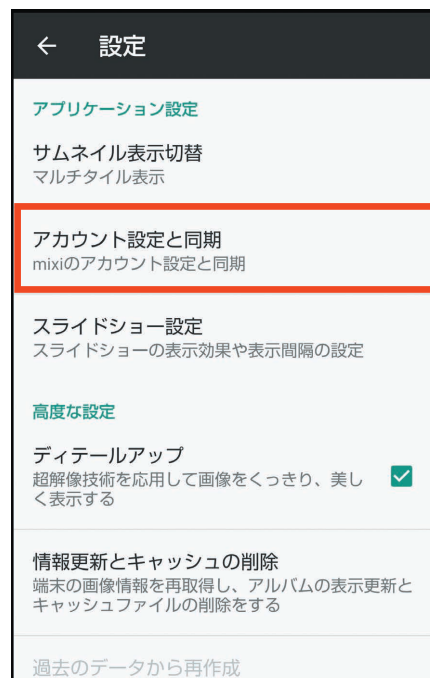 ← 設定
アプリケーション設定
サムネイル表示切替
マルチタイル表示
アカウント設定と同期
mixiのアカウント設定と同期
スライドショー設定
スライドショーの表示効果や表示間隔の設定
高度な設定
ディテールアップ
超解像技術を応用して画像をくっきり、美し
く表示する
情報更新とキャッシュの削除
端末の画像情報を再取得し、アルバムの表示更新と
キャッシュファイルの削除をする
過去のデータから再作成